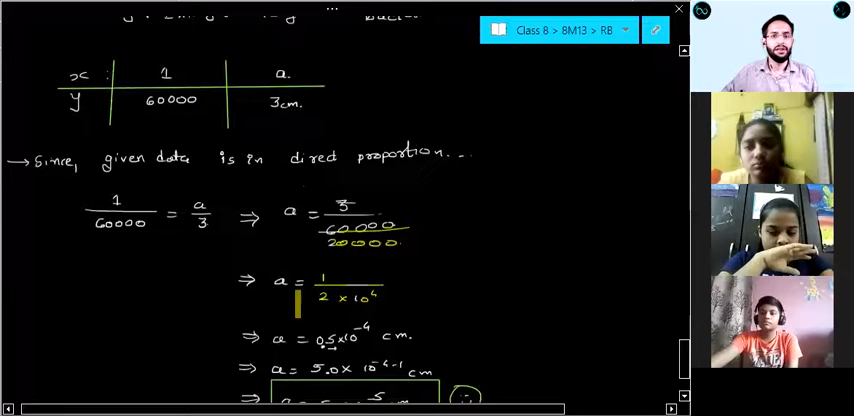 Class 8 > 8M13 > RB
x : 1 a.
y 60000 3cm.
→ Since, given data is in direct proportion...
1/60000 = a/3 ⇒ a = 3/60000
20000.
⇒ a = 1/2 × 10⁴
⇒ a = 0.5×10⁻⁴ cm.
⇒ a = 5.0 × 10⁻⁴⁻¹ cm
⇒